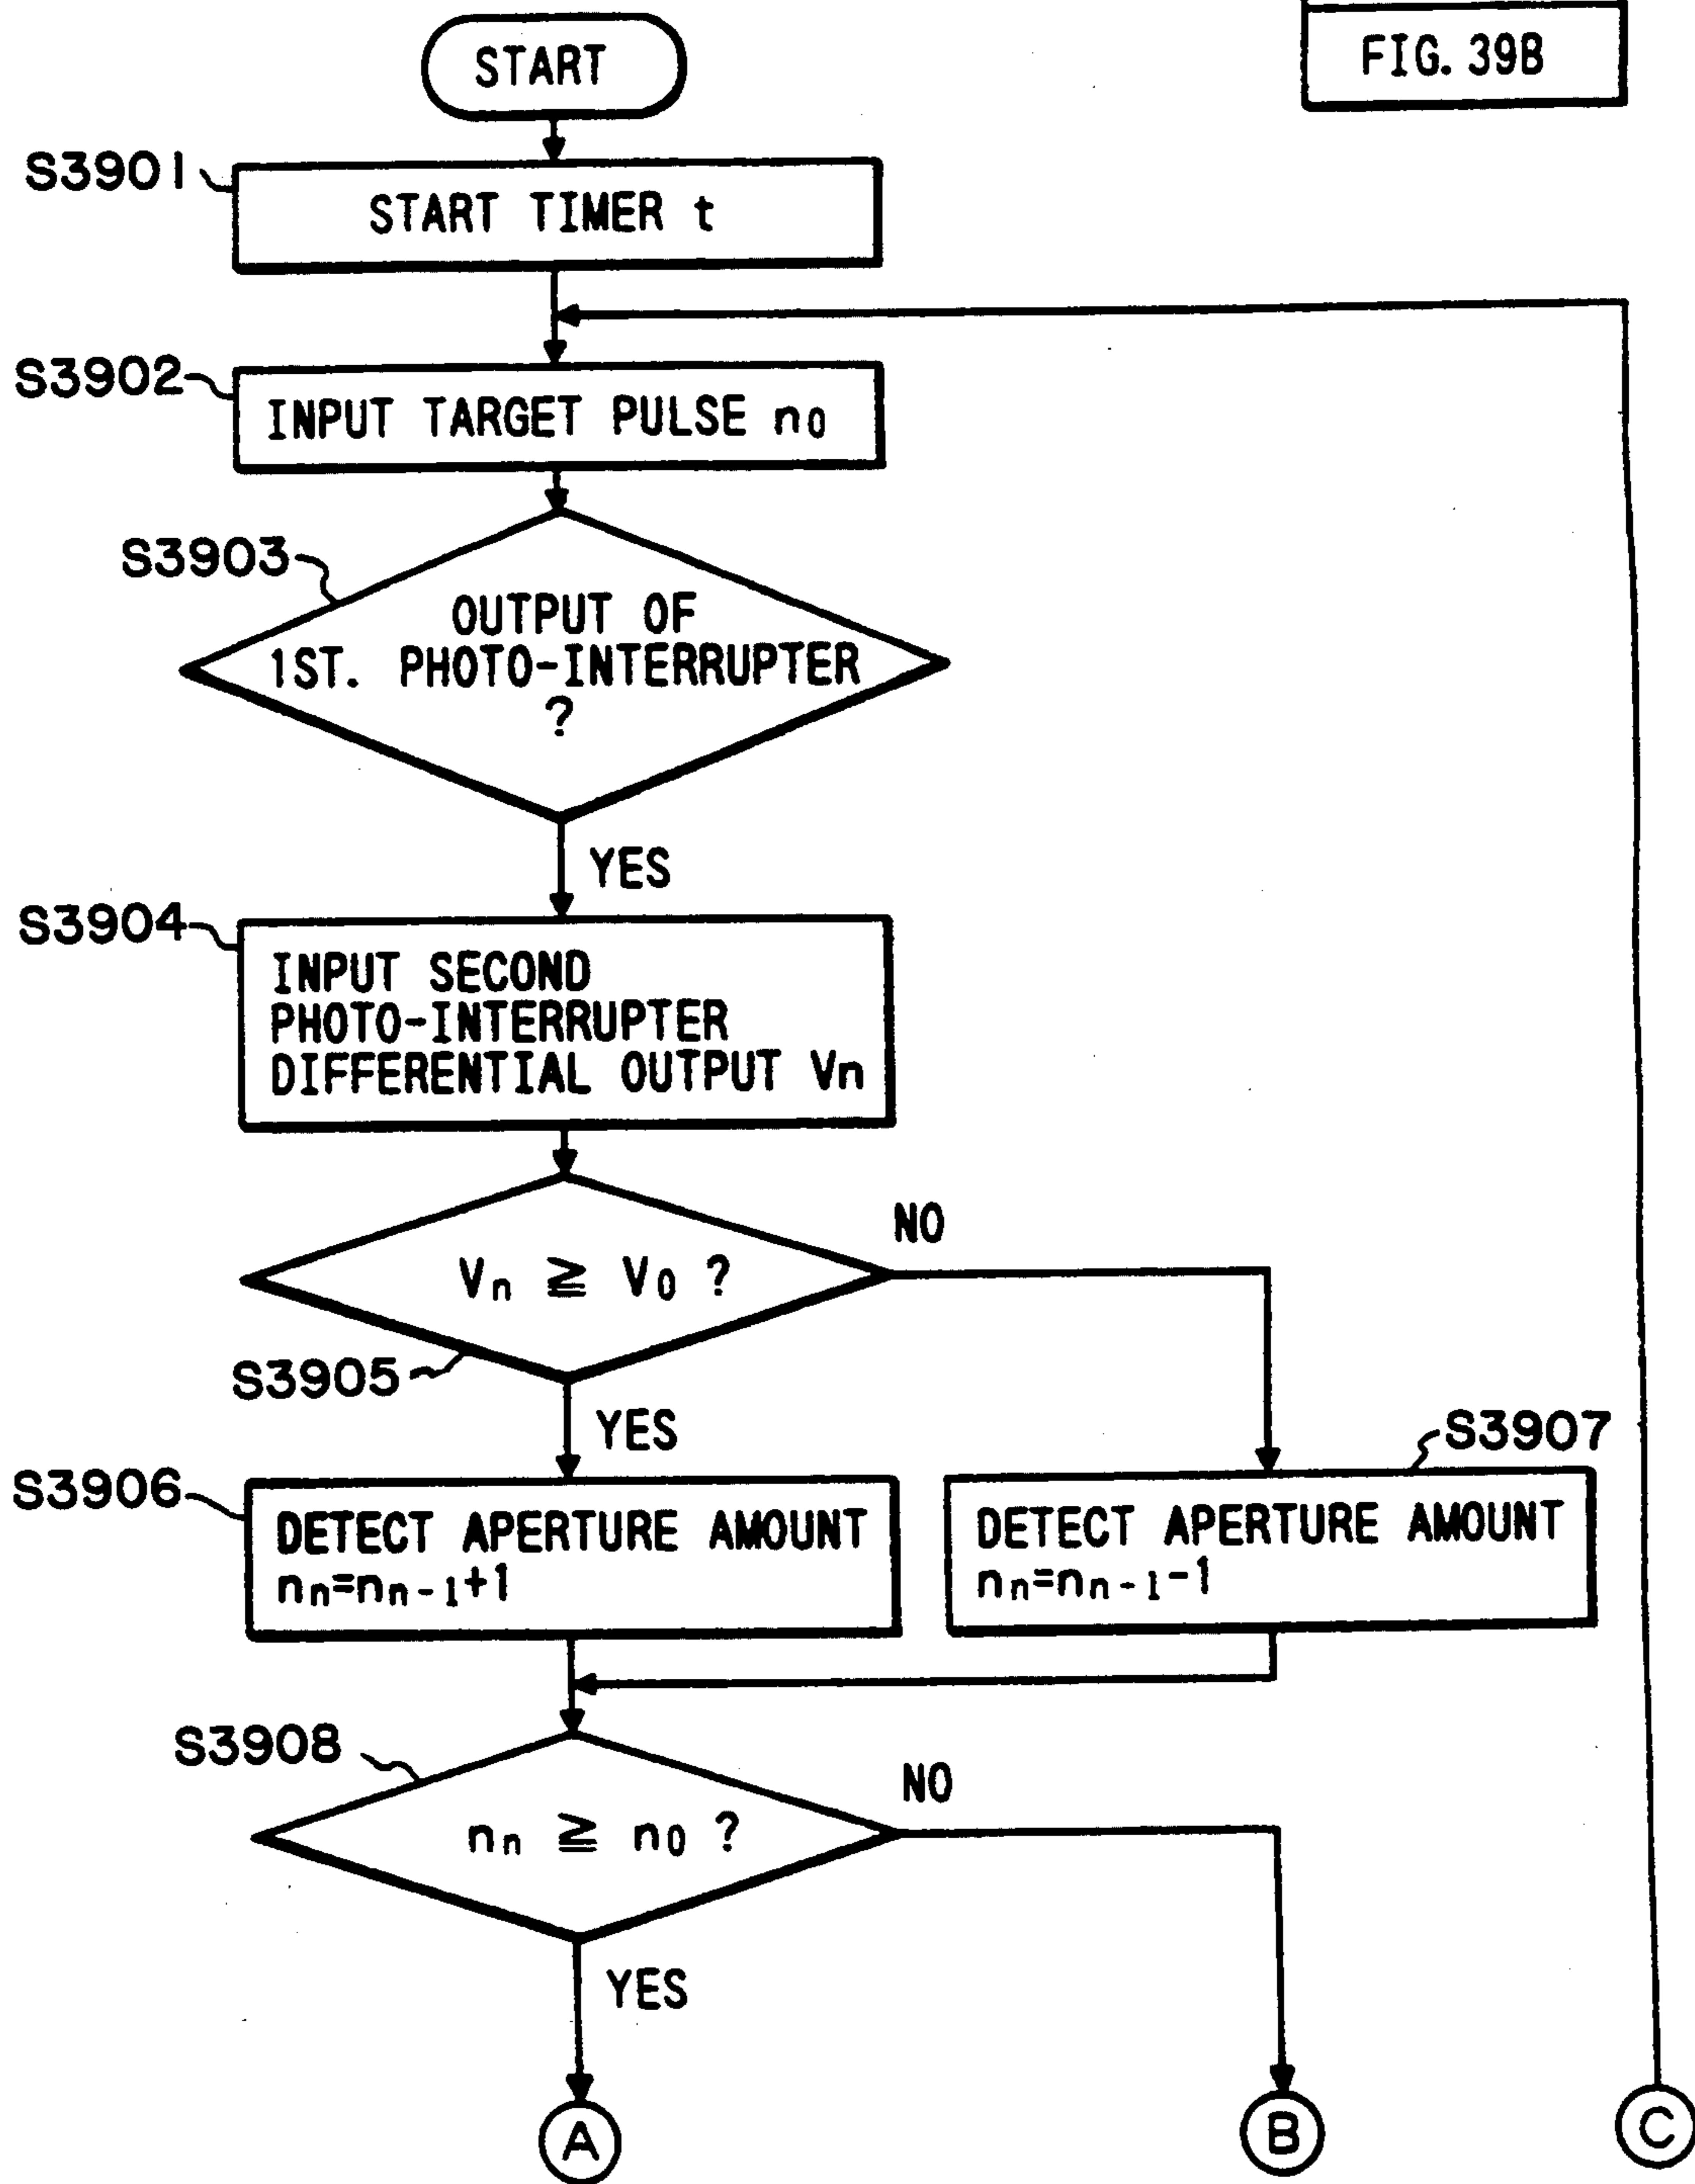 FIG. 39B
START
S3901
START TIMER t
S3902
INPUT TARGET PULSE n0
S3903
OUTPUT OF
1ST. PHOTO-INTERRUPTER
?
YES
S3904
INPUT SECOND
PHOTO-INTERRUPTER
DIFFERENTIAL OUTPUT Vn
NO
Vn ≧ V0 ?
S3905
YES
S3907
S3906
DETECT APERTURE AMOUNT
nn=nn-1+1
DETECT APERTURE AMOUNT
nn=nn-1-1
S3908
NO
nn ≧ n0 ?
YES
A
B
C